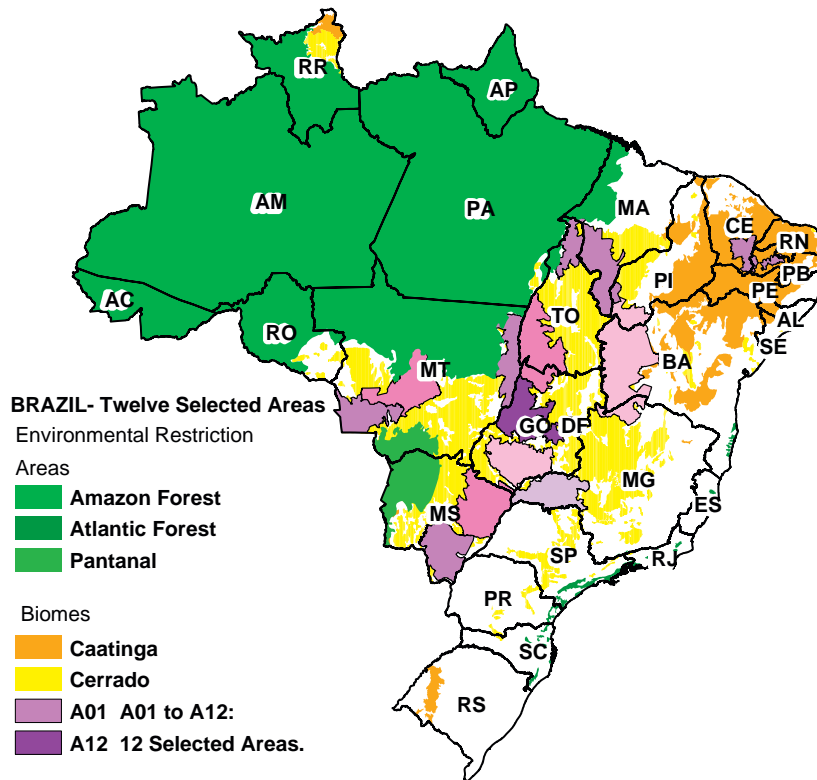 RR
AP
AM
PA
MA
CE
RN
PB
PI
PE
AC
TO
AL
RO
SE
BA
MT
BRAZIL- Twelve Selected Areas
Environmental Restriction
GO
DF
Areas
MG
Amazon Forest
ES
MS
Atlantic Forest
SP
RJ
Pantanal
PR
Biomes
SC
Caatinga
Cerrado
RS
A01 A01 to A12:
A12 12 Selected Areas.